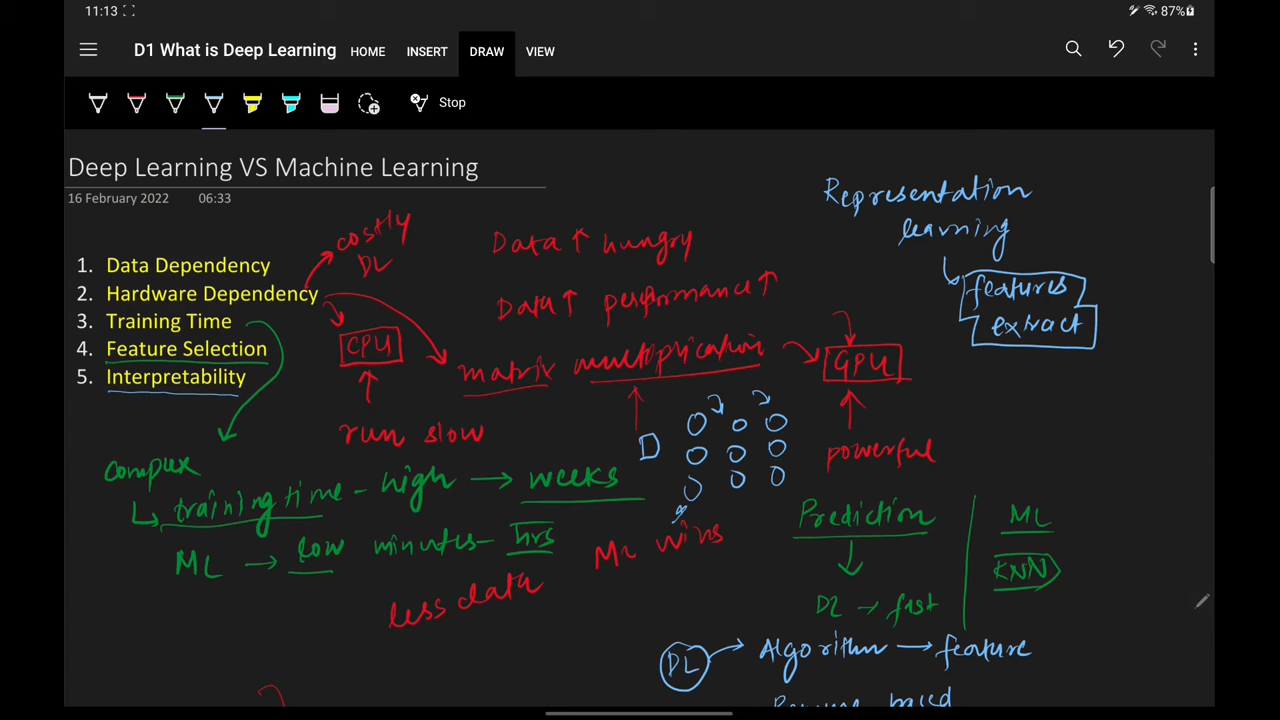 11:13
87%
D1 What is Deep Learning HOME INSERT DRAW VIEW
Stop
Deep Learning VS Machine Learning
16 February 2022 06:33
1. Data Dependency
2. Hardware Dependency
3. Training Time
4. Feature Selection
5. Interpretability
costly
DL
Data ↑ hungry
Data ↑ performance ↑
Representation
learning
features
extract
CPU
matrix multiplication
GPU
run slow
D
powerful
Complex
training time - high → weeks
ML → low minutes - hrs
less data
ML wins
Prediction
DL → fast
ML
KNN
DL
Algorithm → feature
based